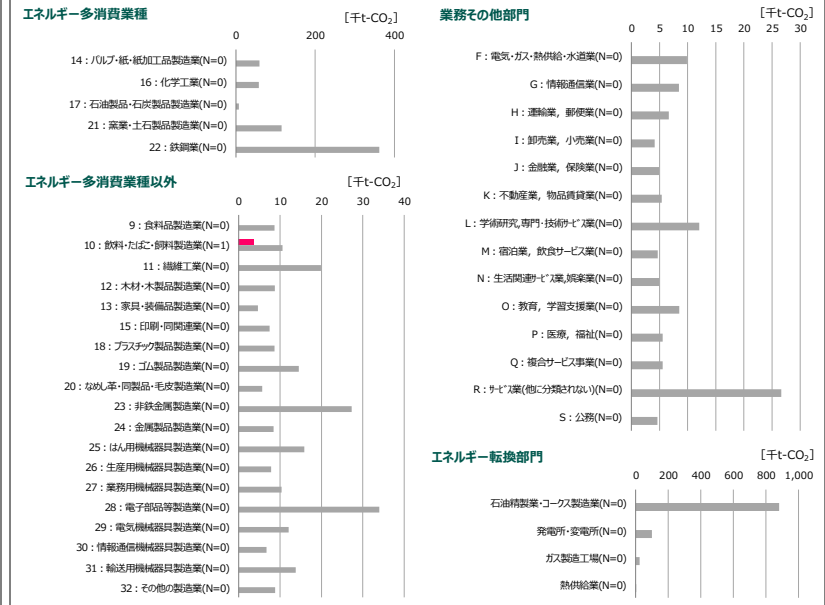 エネルギー多消費業種
[千t-CO₂]
0 200 400
14：パルプ・紙・紙加工品製造業(N=0)
16：化学工業(N=0)
17：石油製品・石炭製品製造業(N=0)
21：窯業・土石製品製造業(N=0)
22：鉄鋼業(N=0)
エネルギー多消費業種以外
[千t-CO₂]
0 10 20 30 40
9：食料品製造業(N=0)
10：飲料・たばこ・飼料製造業(N=1)
11：繊維工業(N=0)
12：木材・木製品製造業(N=0)
13：家具・装備品製造業(N=0)
15：印刷・同関連業(N=0)
18：プラスチック製品製造業(N=0)
19：ゴム製品製造業(N=0)
20：なめし革・同製品・毛皮製造業(N=0)
23：非鉄金属製造業(N=0)
24：金属製品製造業(N=0)
25：はん用機械器具製造業(N=0)
26：生産用機械器具製造業(N=0)
27：業務用機械器具製造業(N=0)
28：電子部品等製造業(N=0)
29：電気機械器具製造業(N=0)
30：情報通信機械器具製造業(N=0)
31：輸送用機械器具製造業(N=0)
32：その他の製造業(N=0)
業務その他部門
[千t-CO₂]
0 5 10 15 20 25 30
F：電気・ガス・熱供給・水道業(N=0)
G：情報通信業(N=0)
H：運輸業，郵便業(N=0)
I：卸売業，小売業(N=0)
J：金融業，保険業(N=0)
K：不動産業，物品賃貸業(N=0)
L：学術研究,専門・技術ｻｰﾋﾞｽ業(N=0)
M：宿泊業，飲食サービス業(N=0)
N：生活関連ｻｰﾋﾞｽ業,娯楽業(N=0)
O：教育，学習支援業(N=0)
P：医療，福祉(N=0)
Q：複合サービス事業(N=0)
R：ｻｰﾋﾞｽ業(他に分類されない)(N=0)
S：公務(N=0)
エネルギー転換部門
[千t-CO₂]
0 200 400 600 800 1,000
石油精製業・コークス製造業(N=0)
発電所・変電所(N=0)
ガス製造工場(N=0)
熱供給業(N=0)